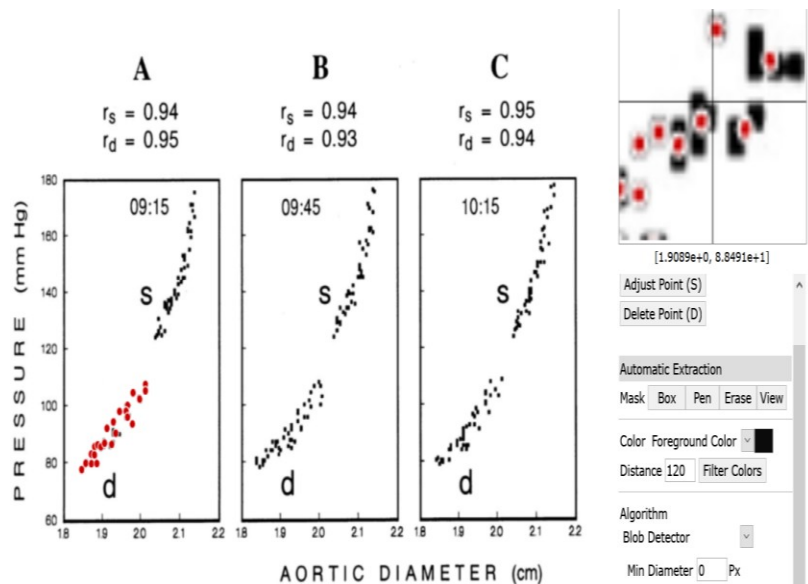 A
B
C
rs = 0.94
rd = 0.95
rs = 0.94
rd = 0.93
rs = 0.95
rd = 0.94
PRESSURE (mm Hg)
180
160
140
120
100
80
60
09:15
09:45
10:15
s
s
s
d
d
d
18 19 20 21 22
18 19 20 21 22
18 19 20 21 22
AORTIC DIAMETER (cm)
[1.9089e+0, 8.8491e+1]
Adjust Point (S)
Delete Point (D)
Automatic Extraction
Mask Box Pen Erase View
Color Foreground Color
Distance 120 Filter Colors
Algorithm
Blob Detector
Min Diameter 0 Px